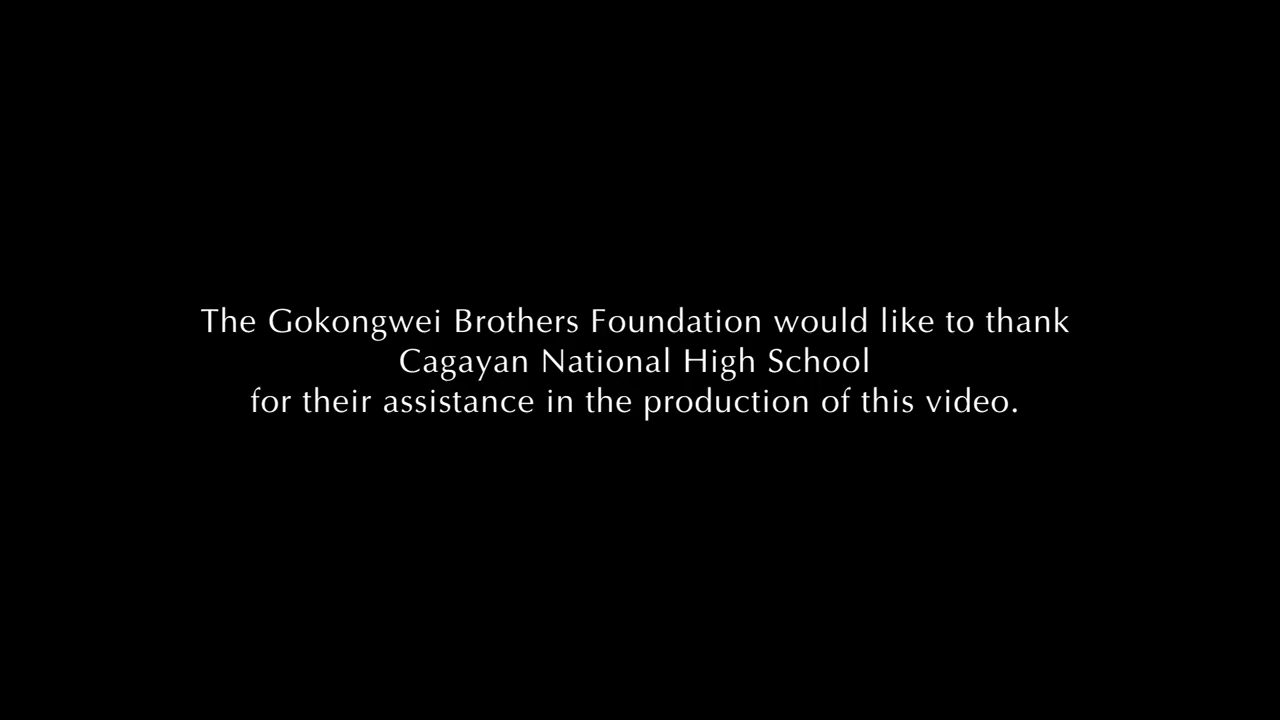 The Gokongwei Brothers Foundation would like to thank
Cagayan National High School
for their assistance in the production of this video.